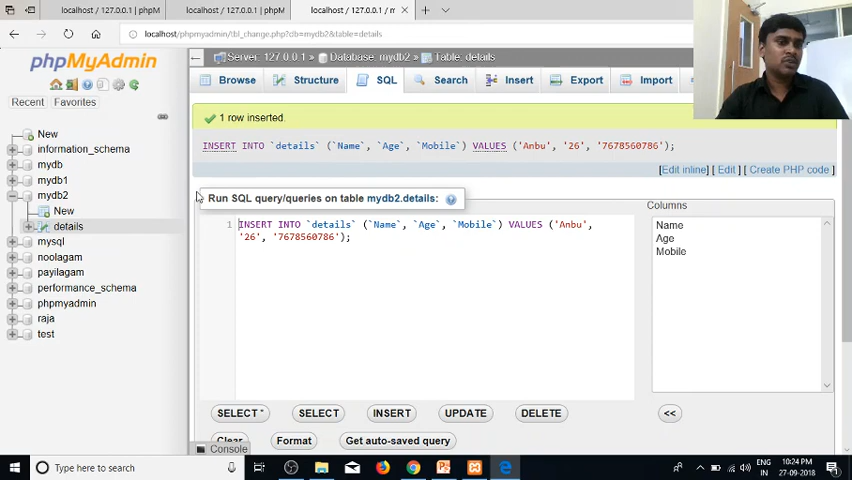 localhost / 127.0.0.1 | phpM
localhost / 127.0.0.1 | phpM
localhost / 127.0.0.1 / m
localhost/phpmyadmin/tbl_change.php?db=mydb2&table=details
phpMyAdmin
Recent
Favorites
New
information_schema
mydb
mydb1
mydb2
New
details
mysql
noolagam
payilagam
performance_schema
phpmyadmin
raja
test
Server: 127.0.0.1 » Database: mydb2 » Table: details
Browse
Structure
SQL
Search
Insert
Export
Import
1 row inserted.
INSERT INTO `details` (`Name`, `Age`, `Mobile`) VALUES ('Anbu', '26', '7678560786');
[Edit inline] [ Edit ] [ Create PHP code ]
Run SQL query/queries on table mydb2.details:
1 INSERT INTO `details` (`Name`, `Age`, `Mobile`) VALUES ('Anbu',
'26', '7678560786');
Columns
Name
Age
Mobile
SELECT *
SELECT
INSERT
UPDATE
DELETE
<<
Clear
Format
Get auto-saved query
Console
Type here to search
ENG
IN
10:24 PM
27-09-2018